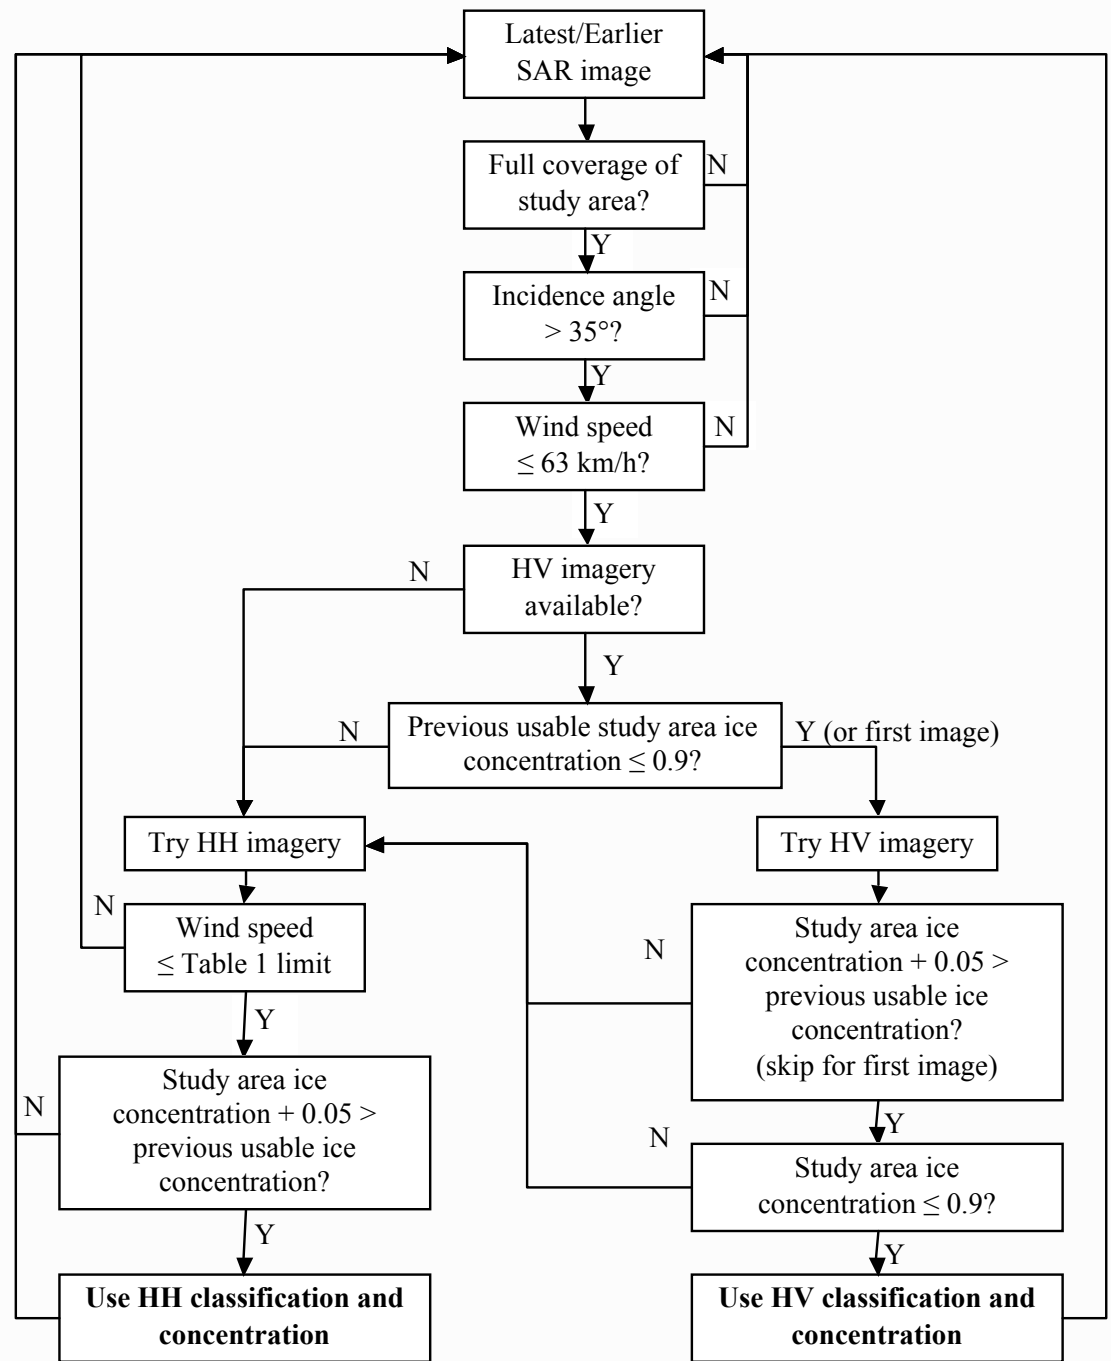 Latest/Earlier
SAR image
Full coverage of
study area?
N
Y
Incidence angle
> 35°?
N
Y
Wind speed
≤ 63 km/h?
N
Y
HV imagery
available?
N
Y
Previous usable study area ice
concentration ≤ 0.9?
N
Y (or first image)
Try HH imagery
Try HV imagery
N
Wind speed
≤ Table 1 limit
Y
Study area ice
concentration + 0.05 >
previous usable ice
concentration?
(skip for first image)
N
Y
Study area ice
concentration + 0.05 >
previous usable ice
concentration?
N
Y
Study area ice
concentration ≤ 0.9?
N
Y
Use HH classification and
concentration
Use HV classification and
concentration